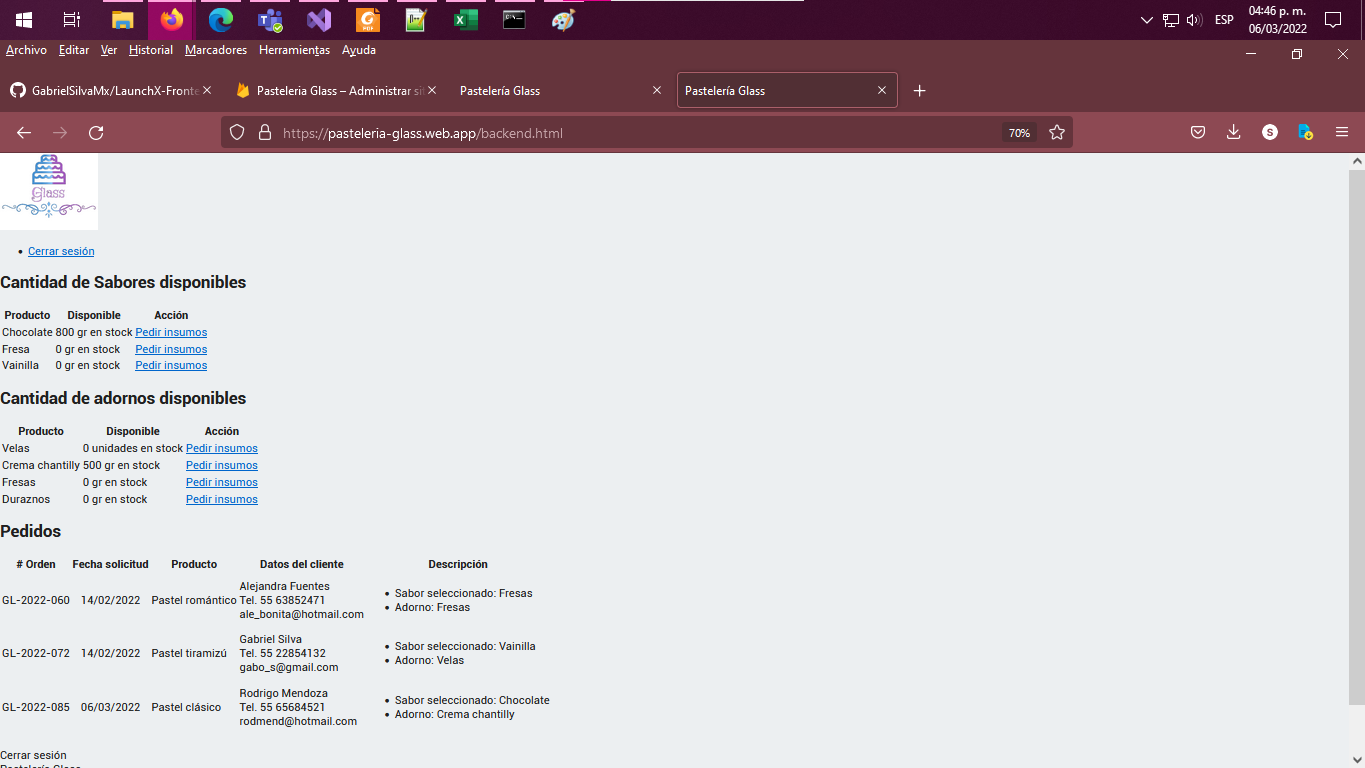 04:46 p. m.
ESP
06/03/2022
Archivo Editar Ver Historial Marcadores Herramientas Ayuda
GabrielSilvaMx/LaunchX-Fronte
Pasteleria Glass – Administrar sit
Pastelería Glass
Pastelería Glass
https://pasteleria-glass.web.app/backend.html
70%
S
Glass
• Cerrar sesión
Cantidad de Sabores disponibles
Producto Disponible Acción
Chocolate 800 gr en stock Pedir insumos
Fresa 0 gr en stock Pedir insumos
Vainilla 0 gr en stock Pedir insumos
Cantidad de adornos disponibles
Producto Disponible Acción
Velas 0 unidades en stock Pedir insumos
Crema chantilly 500 gr en stock Pedir insumos
Fresas 0 gr en stock Pedir insumos
Duraznos 0 gr en stock Pedir insumos
Pedidos
# Orden Fecha solicitud Producto Datos del cliente Descripción
GL-2022-060 14/02/2022 Pastel romántico
Alejandra Fuentes
Tel. 55 63852471
ale_bonita@hotmail.com
• Sabor seleccionado: Fresas
• Adorno: Fresas
GL-2022-072 14/02/2022 Pastel tiramizú
Gabriel Silva
Tel. 55 22854132
gabo_s@gmail.com
• Sabor seleccionado: Vainilla
• Adorno: Velas
GL-2022-085 06/03/2022 Pastel clásico
Rodrigo Mendoza
Tel. 55 65684521
rodmend@hotmail.com
• Sabor seleccionado: Chocolate
• Adorno: Crema chantilly
Cerrar sesión
Pastelería Glass